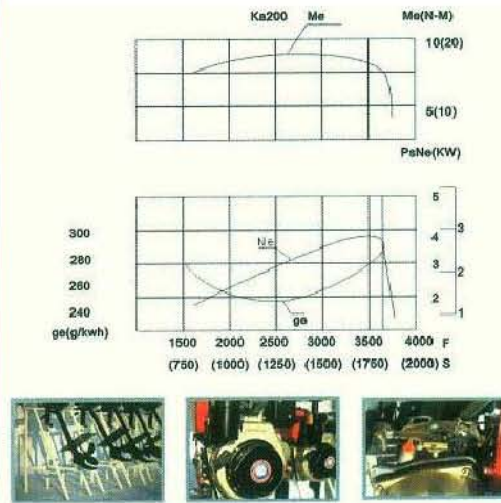 Ka200 Me Me(N-M)
10(20)
5(10)
PsNe(KW)
5
300 4 3
Ne
280 3 2
260
2
240 ge 1
ge(g/kwh)
1500 2000 2500 3000 3500 4000 F
(750) (1000) (1250) (1500) (1750) (2000) S